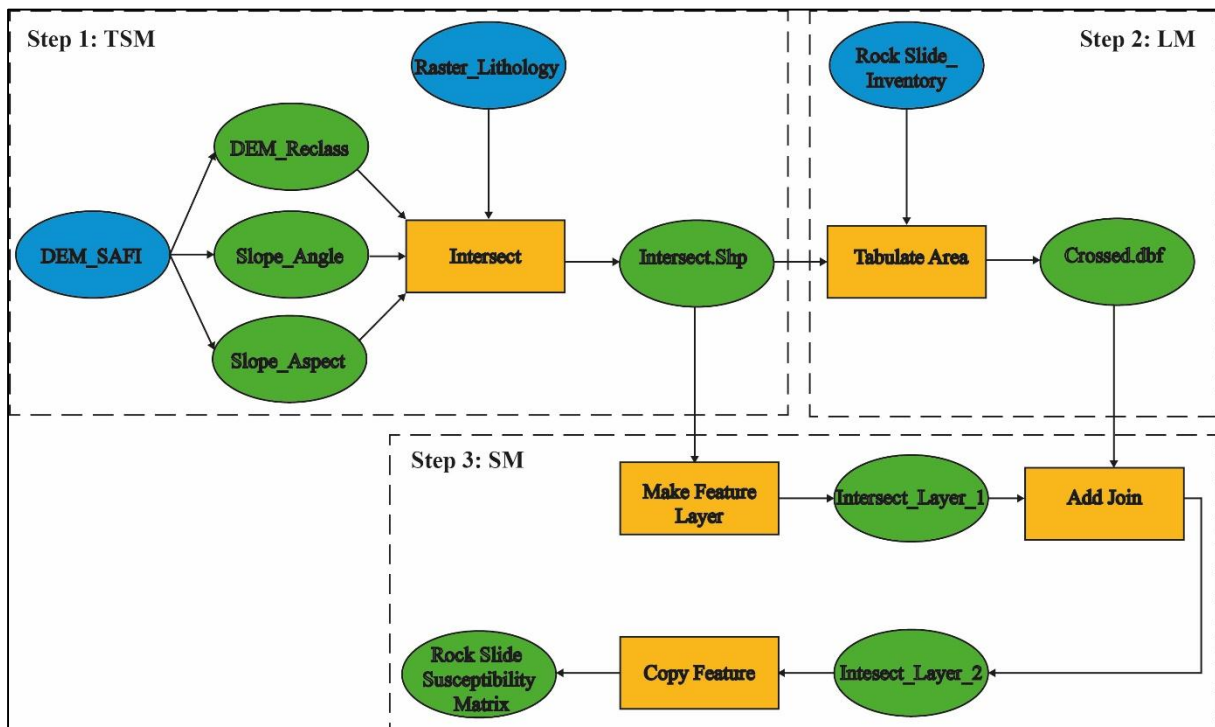 Step 1: TSM
Raster_Lithology
DEM_Reclass
DEM_SAFI
Slope_Angle
Slope_Aspect
Intersect
Intersect.Shp
Step 2: LM
Rock Slide_
Inventory
Tabulate Area
Crossed.dbf
Step 3: SM
Make Feature
Layer
Intersect_Layer_1
Add Join
Intesect_Layer_2
Copy Feature
Rock Slide
Susceptibility
Matrix